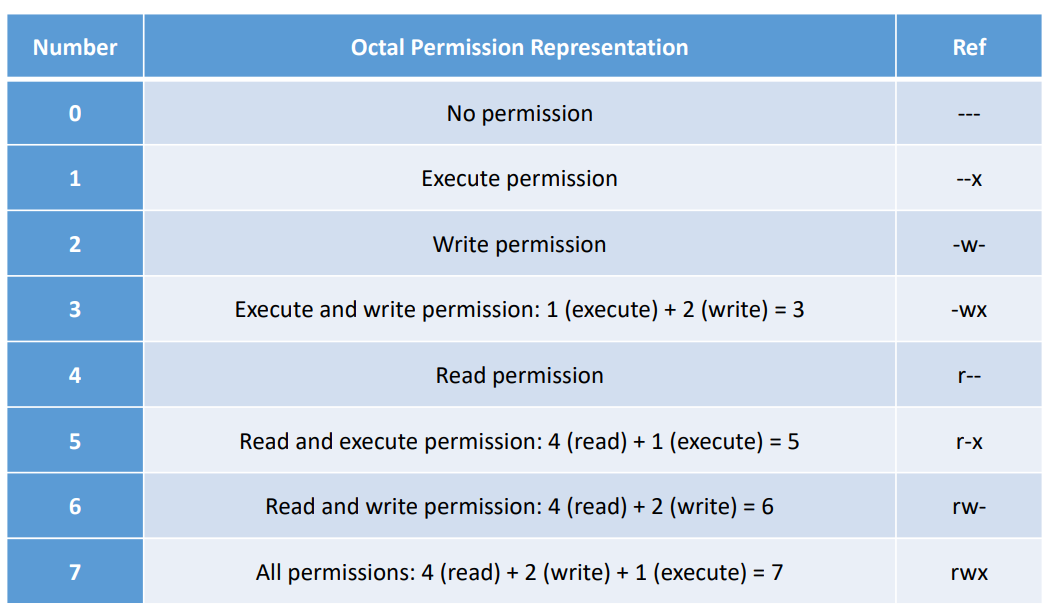 Number Octal Permission Representation Ref
0 No permission ---
1 Execute permission --x
2 Write permission -w-
3 Execute and write permission: 1 (execute) + 2 (write) = 3 -wx
4 Read permission r--
5 Read and execute permission: 4 (read) + 1 (execute) = 5 r-x
6 Read and write permission: 4 (read) + 2 (write) = 6 rw-
7 All permissions: 4 (read) + 2 (write) + 1 (execute) = 7 rwx